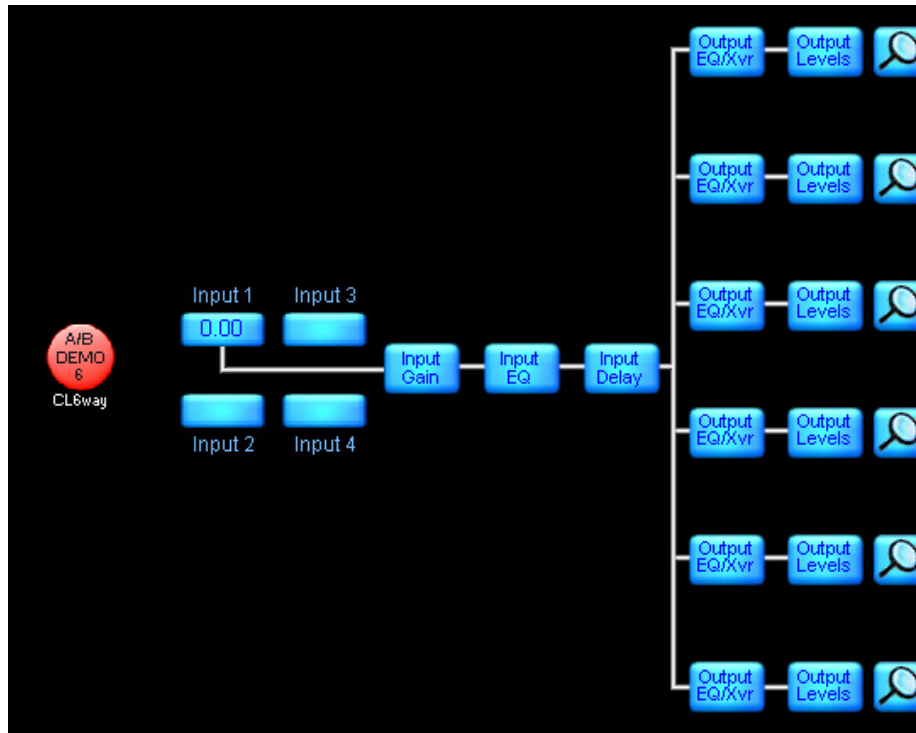 Output
EQ/Xvr
Output
Levels
Output
EQ/Xvr
Output
Levels
Input 1
Input 3
0.00
Output
EQ/Xvr
Output
Levels
A/B
DEMO
6
CL6way
Input
Gain
Input
EQ
Input
Delay
Input 2
Input 4
Output
EQ/Xvr
Output
Levels
Output
EQ/Xvr
Output
Levels
Output
EQ/Xvr
Output
Levels